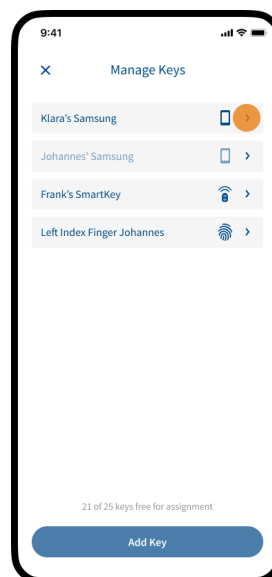 9:41
Manage Keys
Klara's Samsung
Johannes' Samsung
Frank's SmartKey
Left Index Finger Johannes
21 of 25 keys free for assignment
Add Key